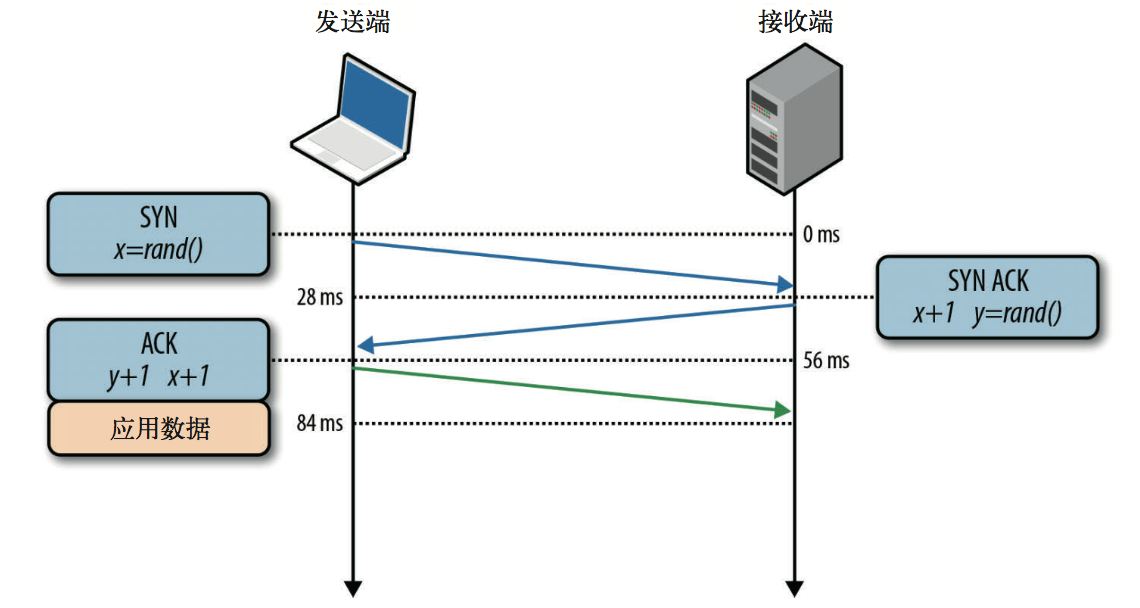 发送端
接收端
SYN
x=rand()
0 ms
28 ms
SYN ACK
x+1 y=rand()
ACK
y+1 x+1
56 ms
应用数据
84 ms